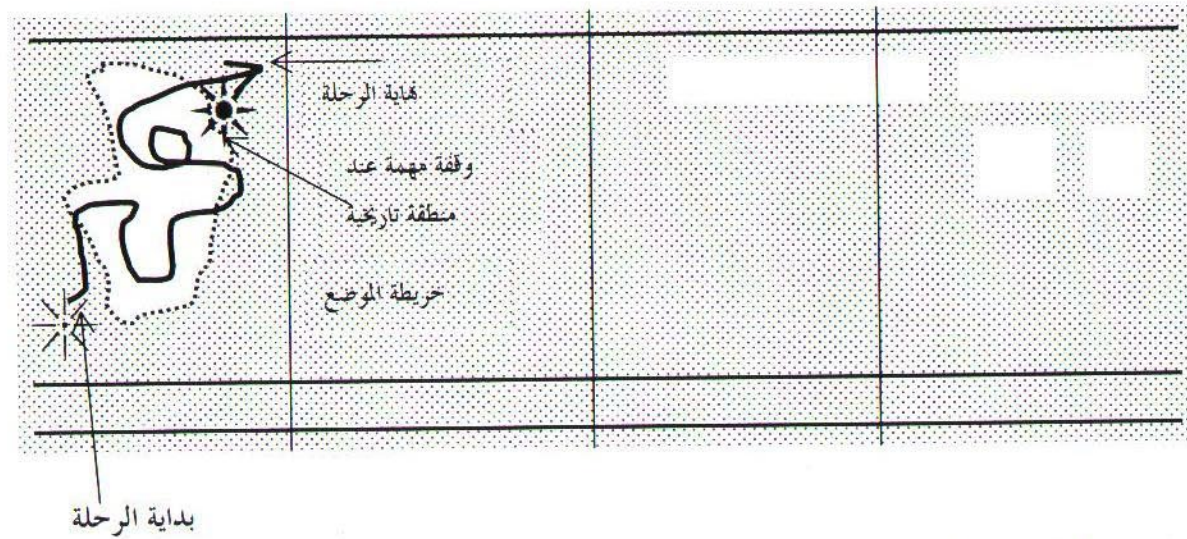 نهاية الرحلة
وقفة مهمة عند
منطقة تاريخية
خريطة الموضع
بداية الرحلة